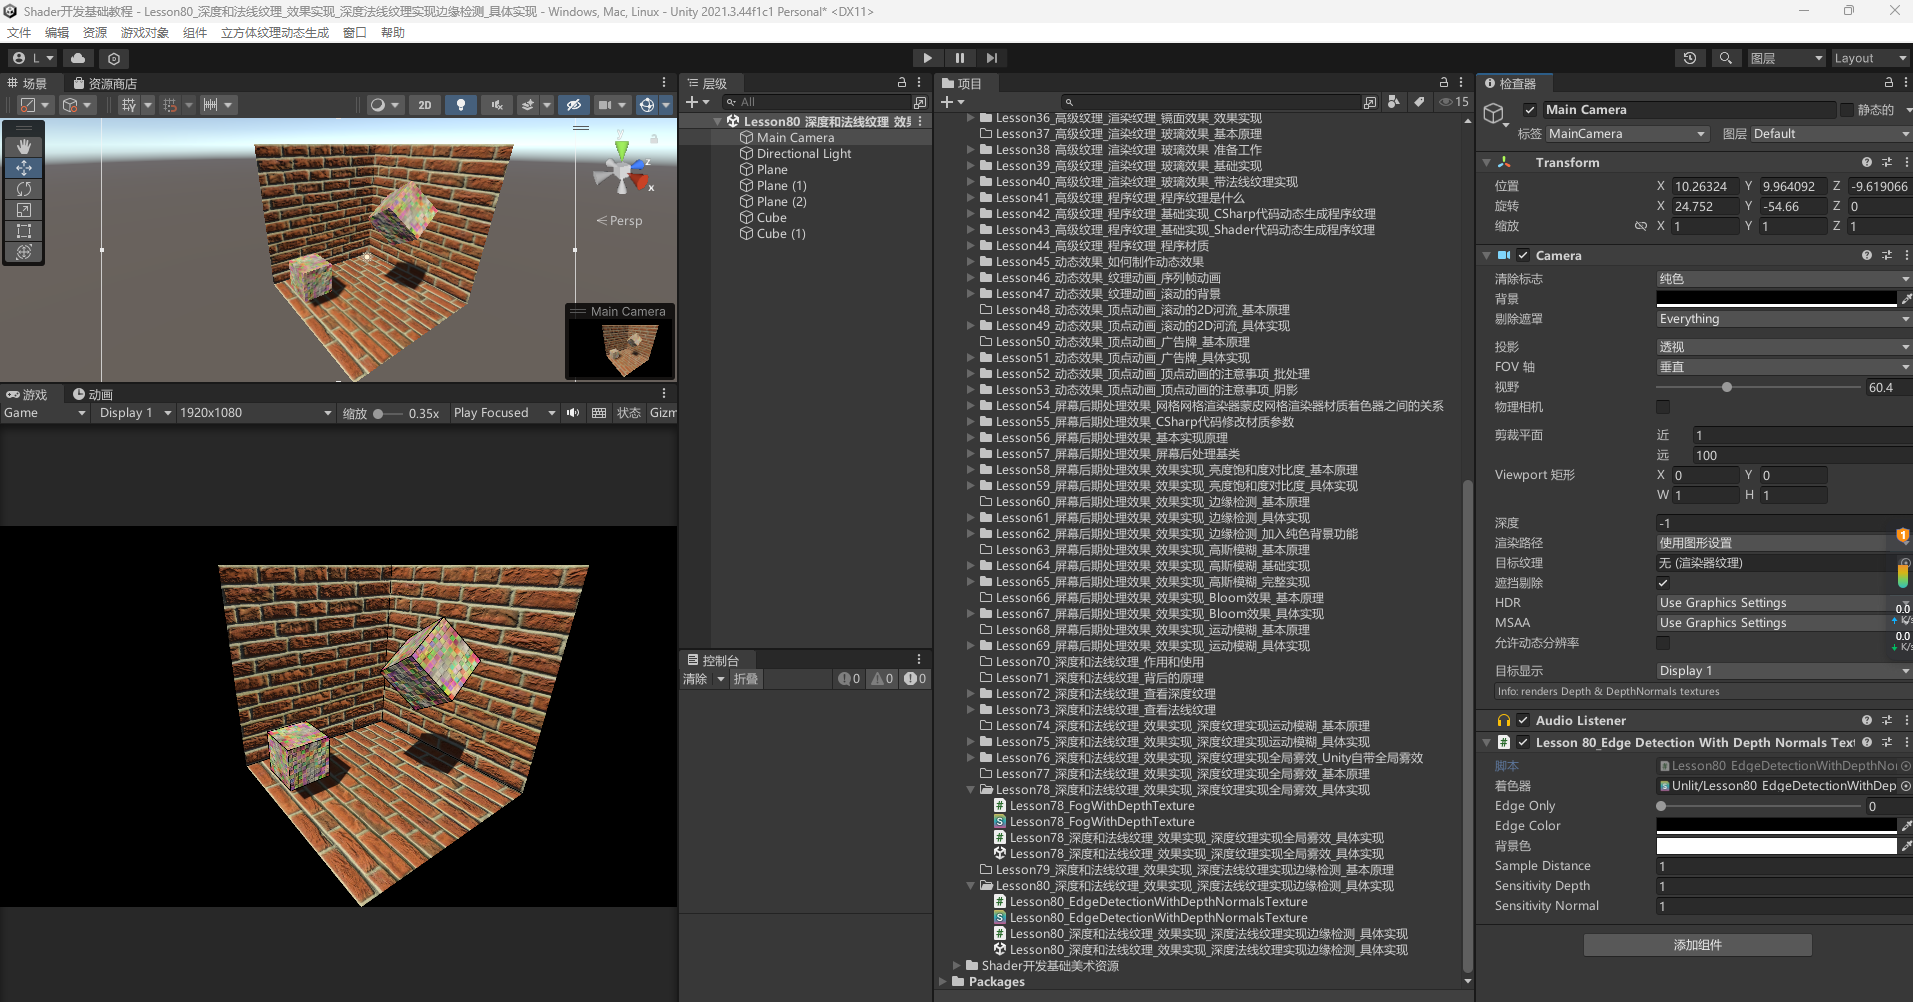 Shader开发基础教程 - Lesson80_深度和法线纹理_效果实现_深度法线纹理实现边缘检测_具体实现 - Windows, Mac, Linux - Unity 2021.3.44f1c1 Personal* <DX11>
文件 编辑 资源 游戏对象 组件 立方体纹理动态生成 窗口 帮助
L
图层
Layout
场景 资源商店
2D
Persp
y
z
x
Main Camera
游戏 动画
Game Display 1 1920x1080 缩放 0.35x Play Focused 状态 Gizm
层级
All
Lesson80 深度和法线纹理 效果
Main Camera
Directional Light
Plane
Plane (1)
Plane (2)
Cube
Cube (1)
控制台
清除 折叠 0 0 0
项目
15
Lesson36_高级纹理_渲染纹理_镜面效果_效果实现
Lesson37_高级纹理_渲染纹理_玻璃效果_基本原理
Lesson38_高级纹理_渲染纹理_玻璃效果_准备工作
Lesson39_高级纹理_渲染纹理_玻璃效果_基础实现
Lesson40_高级纹理_渲染纹理_玻璃效果_带法线纹理实现
Lesson41_高级纹理_程序纹理_程序纹理是什么
Lesson42_高级纹理_程序纹理_基础实现_CSharp代码动态生成程序纹理
Lesson43_高级纹理_程序纹理_基础实现_Shader代码动态生成程序纹理
Lesson44_高级纹理_程序纹理_程序材质
Lesson45_动态效果_如何制作动态效果
Lesson46_动态效果_纹理动画_序列帧动画
Lesson47_动态效果_纹理动画_滚动的背景
Lesson48_动态效果_顶点动画_滚动的2D河流_基本原理
Lesson49_动态效果_顶点动画_滚动的2D河流_具体实现
Lesson50_动态效果_顶点动画_广告牌_基本原理
Lesson51_动态效果_顶点动画_广告牌_具体实现
Lesson52_动态效果_顶点动画_顶点动画的注意事项_批处理
Lesson53_动态效果_顶点动画_顶点动画的注意事项_阴影
Lesson54_屏幕后期处理效果_网格网格渲染器蒙皮网格渲染器材质着色器之间的关系
Lesson55_屏幕后期处理效果_CSharp代码修改材质参数
Lesson56_屏幕后期处理效果_基本实现原理
Lesson57_屏幕后期处理效果_屏幕后处理基类
Lesson58_屏幕后期处理效果_效果实现_亮度饱和度对比度_基本原理
Lesson59_屏幕后期处理效果_效果实现_亮度饱和度对比度_具体实现
Lesson60_屏幕后期处理效果_效果实现_边缘检测_基本原理
Lesson61_屏幕后期处理效果_效果实现_边缘检测_具体实现
Lesson62_屏幕后期处理效果_效果实现_边缘检测_加入纯色背景功能
Lesson63_屏幕后期处理效果_效果实现_高斯模糊_基本原理
Lesson64_屏幕后期处理效果_效果实现_高斯模糊_基础实现
Lesson65_屏幕后期处理效果_效果实现_高斯模糊_完整实现
Lesson66_屏幕后期处理效果_效果实现_Bloom效果_基本原理
Lesson67_屏幕后期处理效果_效果实现_Bloom效果_具体实现
Lesson68_屏幕后期处理效果_效果实现_运动模糊_基本原理
Lesson69_屏幕后期处理效果_效果实现_运动模糊_具体实现
Lesson70_深度和法线纹理_作用和使用
Lesson71_深度和法线纹理_背后的原理
Lesson72_深度和法线纹理_查看深度纹理
Lesson73_深度和法线纹理_查看法线纹理
Lesson74_深度和法线纹理_效果实现_深度纹理实现运动模糊_基本原理
Lesson75_深度和法线纹理_效果实现_深度纹理实现运动模糊_具体实现
Lesson76_深度和法线纹理_效果实现_深度纹理实现全局雾效_Unity自带全局雾效
Lesson77_深度和法线纹理_效果实现_深度纹理实现全局雾效_基本原理
Lesson78_深度和法线纹理_效果实现_深度纹理实现全局雾效_具体实现
Lesson78_FogWithDepthTexture
Lesson78_FogWithDepthTexture
Lesson78_深度和法线纹理_效果实现_深度纹理实现全局雾效_具体实现
Lesson78_深度和法线纹理_效果实现_深度纹理实现全局雾效_具体实现
Lesson79_深度和法线纹理_效果实现_深度法线纹理实现边缘检测_基本原理
Lesson80_深度和法线纹理_效果实现_深度法线纹理实现边缘检测_具体实现
Lesson80_EdgeDetectionWithDepthNormalsTexture
Lesson80_EdgeDetectionWithDepthNormalsTexture
Lesson80_深度和法线纹理_效果实现_深度法线纹理实现边缘检测_具体实现
Lesson80_深度和法线纹理_效果实现_深度法线纹理实现边缘检测_具体实现
Shader开发基础美术资源
Packages
检查器
Main Camera 静态的
标签 MainCamera 图层 Default
Transform
位置 X 10.26324 Y 9.964092 Z -9.619066
旋转 X 24.752 Y -54.66 Z 0
缩放 X 1 Y 1 Z 1
Camera
清除标志 纯色
背景
剔除遮罩 Everything
投影 透视
FOV 轴 垂直
视野 60.4
物理相机
剪裁平面 近 1
远 100
Viewport 矩形 X 0 Y 0
W 1 H 1
深度 -1
渲染路径 使用图形设置
目标纹理 无 (渲染器纹理)
遮挡剔除
HDR Use Graphics Settings
MSAA Use Graphics Settings
允许动态分辨率
目标显示 Display 1
Info: renders Depth & DepthNormals textures
1
0.0
K/s
0.0
K/s
Audio Listener
Lesson 80_Edge Detection With Depth Normals Text
脚本 Lesson80_EdgeDetectionWithDepthNor
着色器 Unlit/Lesson80_EdgeDetectionWithDep
Edge Only 0
Edge Color
背景色
Sample Distance 1
Sensitivity Depth 1
Sensitivity Normal 1
添加组件